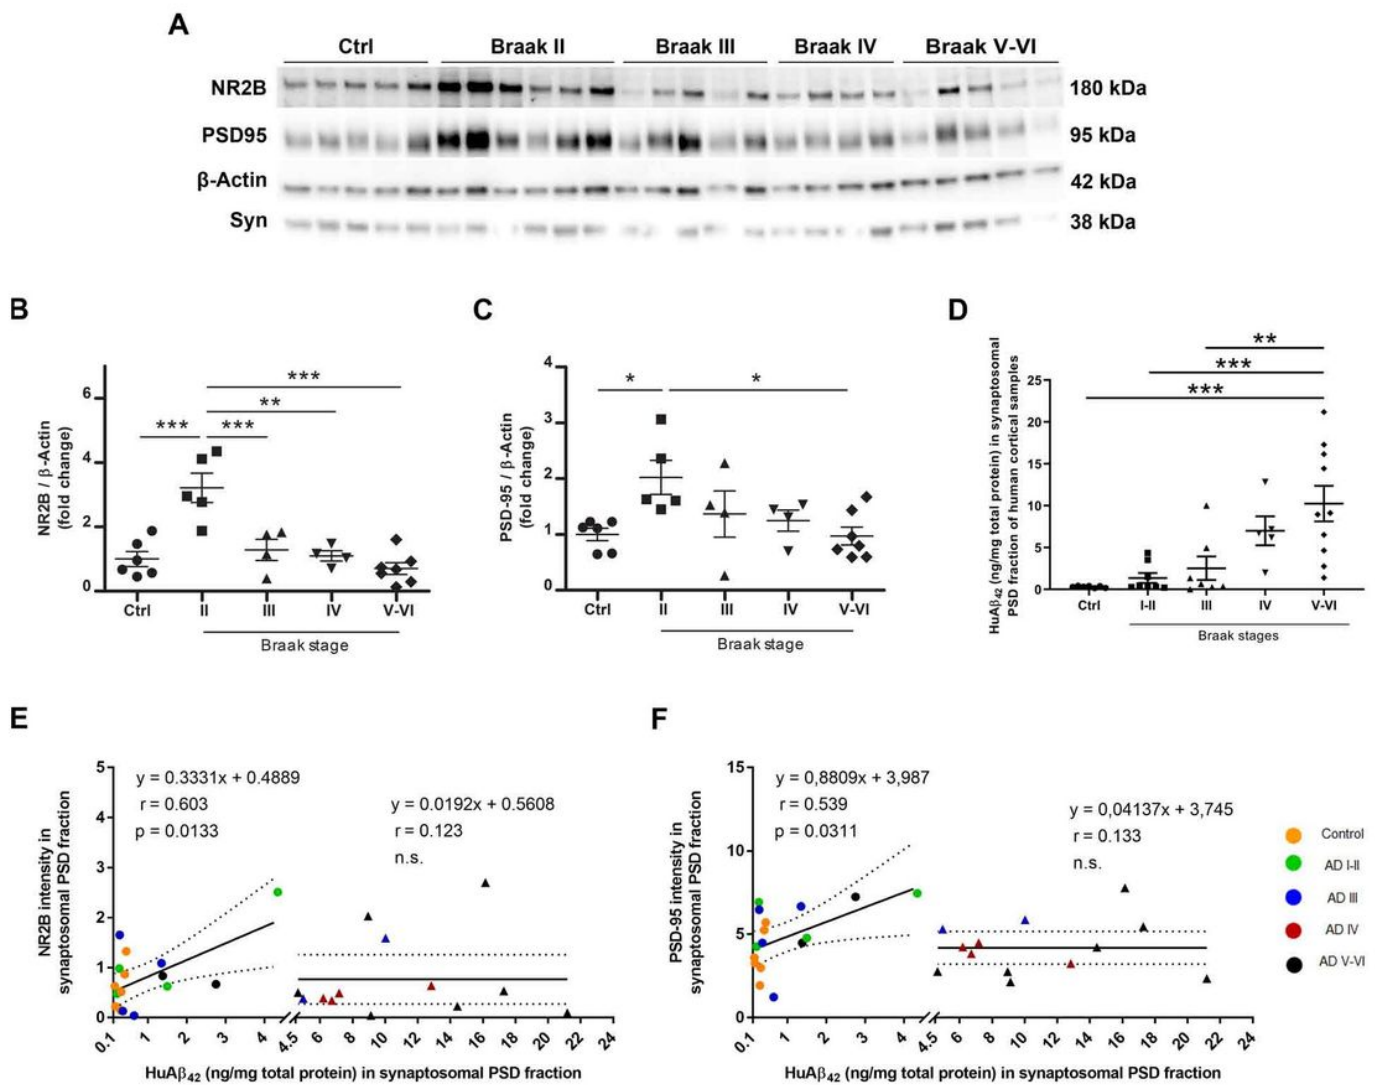 A
Ctrl Braak II Braak III Braak IV Braak V-VI
NR2B 180 kDa
PSD95 95 kDa
β-Actin 42 kDa
Syn 38 kDa
B
NR2B / β-Actin
(fold change)
6
4
2
0
***
**
*** ***
Ctrl II III IV V-VI
Braak stage
C
PSD-95 / β-Actin
(fold change)
4
3
2
1
0
* *
Ctrl II III IV V-VI
Braak stage
D
HuAβ42 (ng/mg total protein) in synaptosomal
PSD fraction of human cortical samples
25
20
15
10
5
0
**
***
***
Ctrl I-II III IV V-VI
Braak stages
E
NR2B intensity in
synaptosomal PSD fraction
5
4
3
2
1
0
y = 0.3331x + 0.4889
r = 0.603
p = 0.0133
y = 0.0192x + 0.5608
r = 0.123
n.s.
0.1 1 2 3 4 4.5 6 8 10 12 14 16 18 20 22 24
HuAβ42 (ng/mg total protein) in synaptosomal PSD fraction
F
PSD-95 intensity in
synaptosomal PSD fraction
15
10
5
0
y = 0,8809x + 3,987
r = 0.539
p = 0.0311
y = 0,04137x + 3,745
r = 0.133
n.s.
0.1 1 2 3 4 4.5 6 8 10 12 14 16 18 20 22 24
HuAβ42 (ng/mg total protein) in synaptosomal PSD fraction
Control
AD I-II
AD III
AD IV
AD V-VI